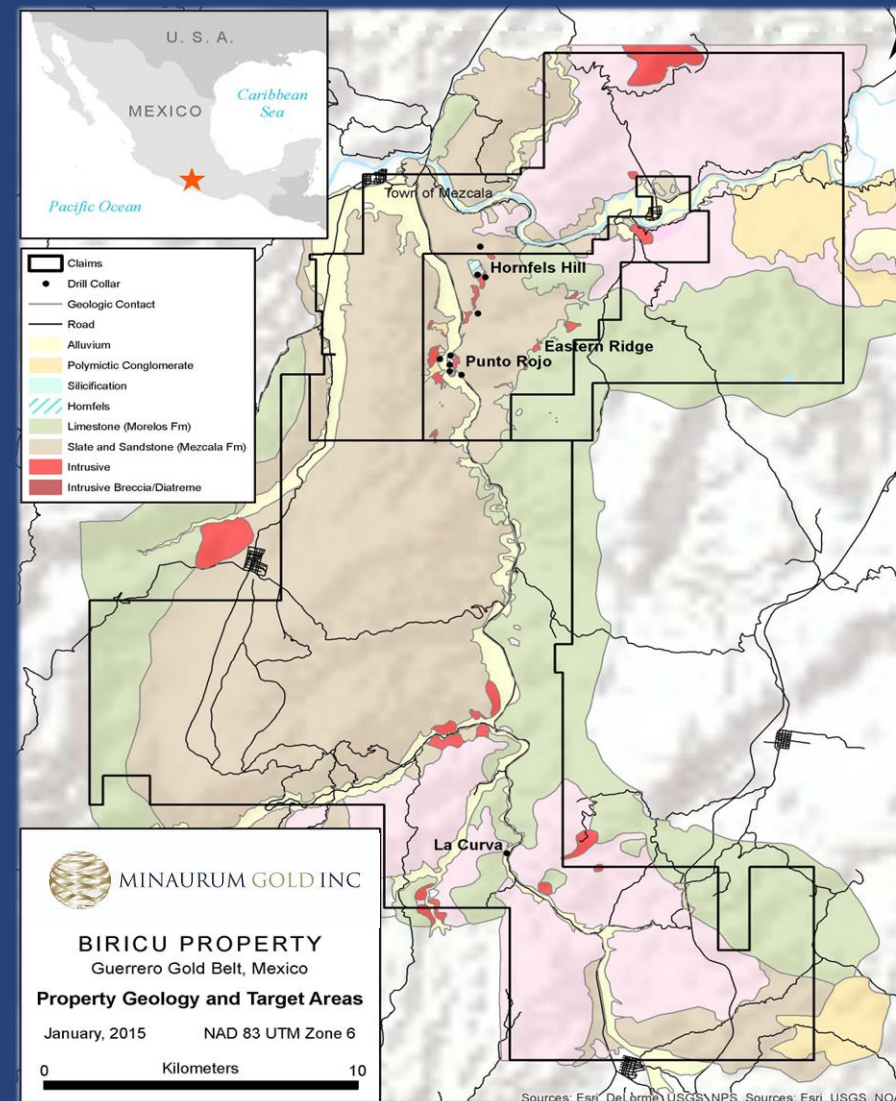 U. S. A.
MEXICO
Caribbean
Sea
Pacific Ocean
Claims
Drill Collar
Geologic Contact
Road
Alluvium
Polymictic Conglomerate
Silicification
Hornfels
Limestone (Morelos Fm)
Slate and Sandstone (Mezcala Fm)
Intrusive
Intrusive Breccia/Diatreme
Town of Mezcala
Hornfels Hill
Eastern Ridge
Punto Rojo
La Curva
MINAURUM GOLD INC
BIRICU PROPERTY
Guerrero Gold Belt, Mexico
Property Geology and Target Areas
January, 2015 NAD 83 UTM Zone 6
Kilometers
0 10
Sources: Esri, DeLorme, USGS, NPS, Sources: Esri, USGS, NO